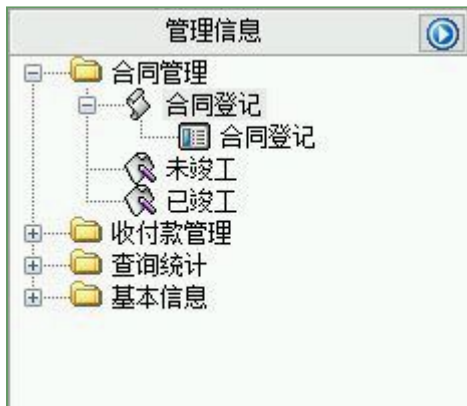 管理信息
合同管理
合同登记
合同登记
未竣工
已竣工
收付款管理
查询统计
基本信息